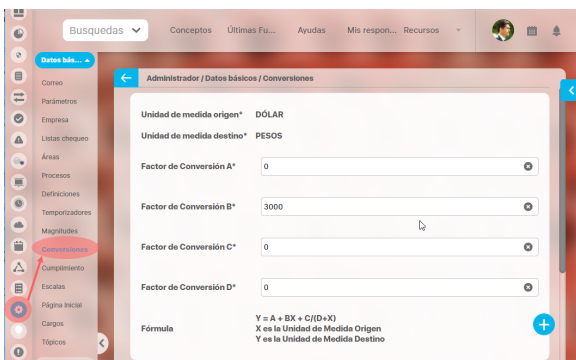 Busquedas
Conceptos Últimas Fu... Ayudas Mis respon... Recursos
Datos bás...
Correo
Parámetros
Empresa
Listas chequeo
Áreas
Procesos
Definiciones
Temporizadores
Magnitudes
Conversiones
Cumplimiento
Escalas
Página Inicial
Cargos
Tópicos
Administrador / Datos básicos / Conversiones
Unidad de medida origen* DÓLAR
Unidad de medida destino* PESOS
Factor de Conversión A* 0
Factor de Conversión B* 3000
Factor de Conversión C* 0
Factor de Conversión D* 0
Fórmula
Y = A + BX + C/(D+X)
X es la Unidad de Medida Origen
Y es la Unidad de Medida Destino